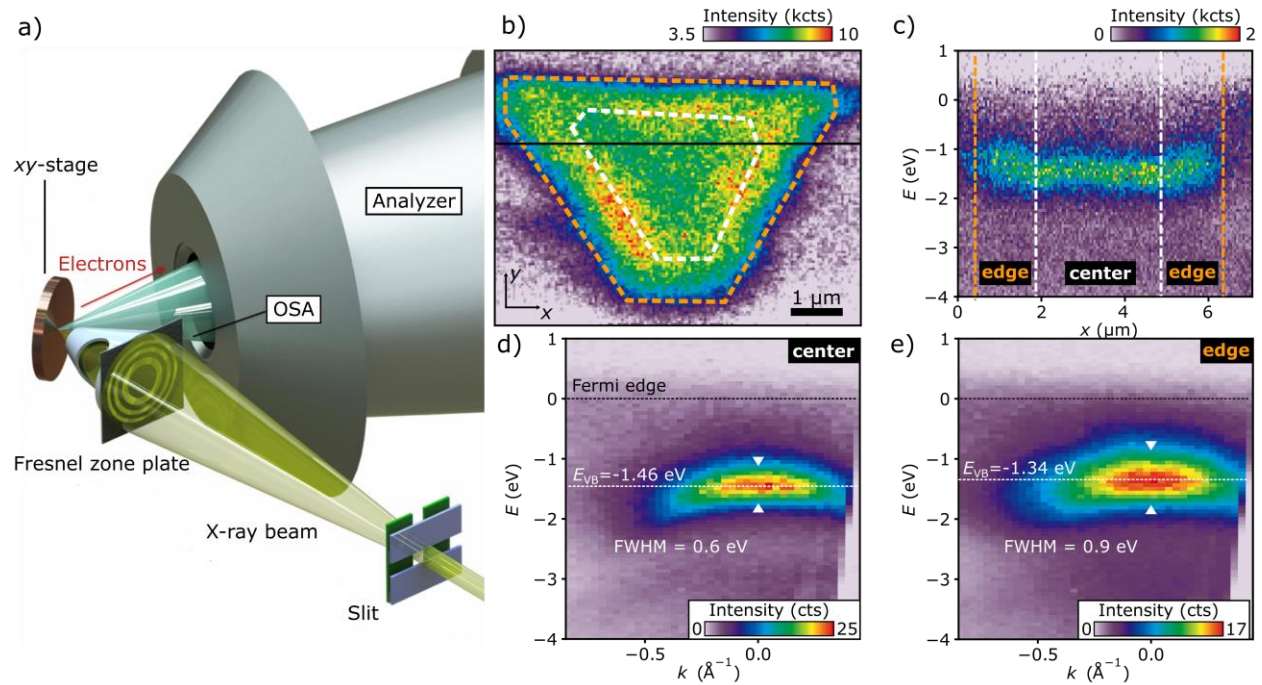 a)
xy-stage
Electrons
Analyzer
OSA
Fresnel zone plate
X-ray beam
Slit
b)
Intensity (kcts)
3.5 10
y
x
1 µm
c)
Intensity (kcts)
0 2
1
0
−1
−2
−3
−4
E (eV)
edge center edge
0 2 4 6
x (µm)
d)
center
1
0
−1
−2
−3
−4
E (eV)
Fermi edge
EVB=-1.46 eV
FWHM = 0.6 eV
Intensity (cts)
0 25
−0.5 0.0
k (Å⁻¹)
e)
edge
1
0
−1
−2
−3
−4
E (eV)
EVB=-1.34 eV
FWHM = 0.9 eV
Intensity (cts)
0 17
−0.5 0.0
k (Å⁻¹)